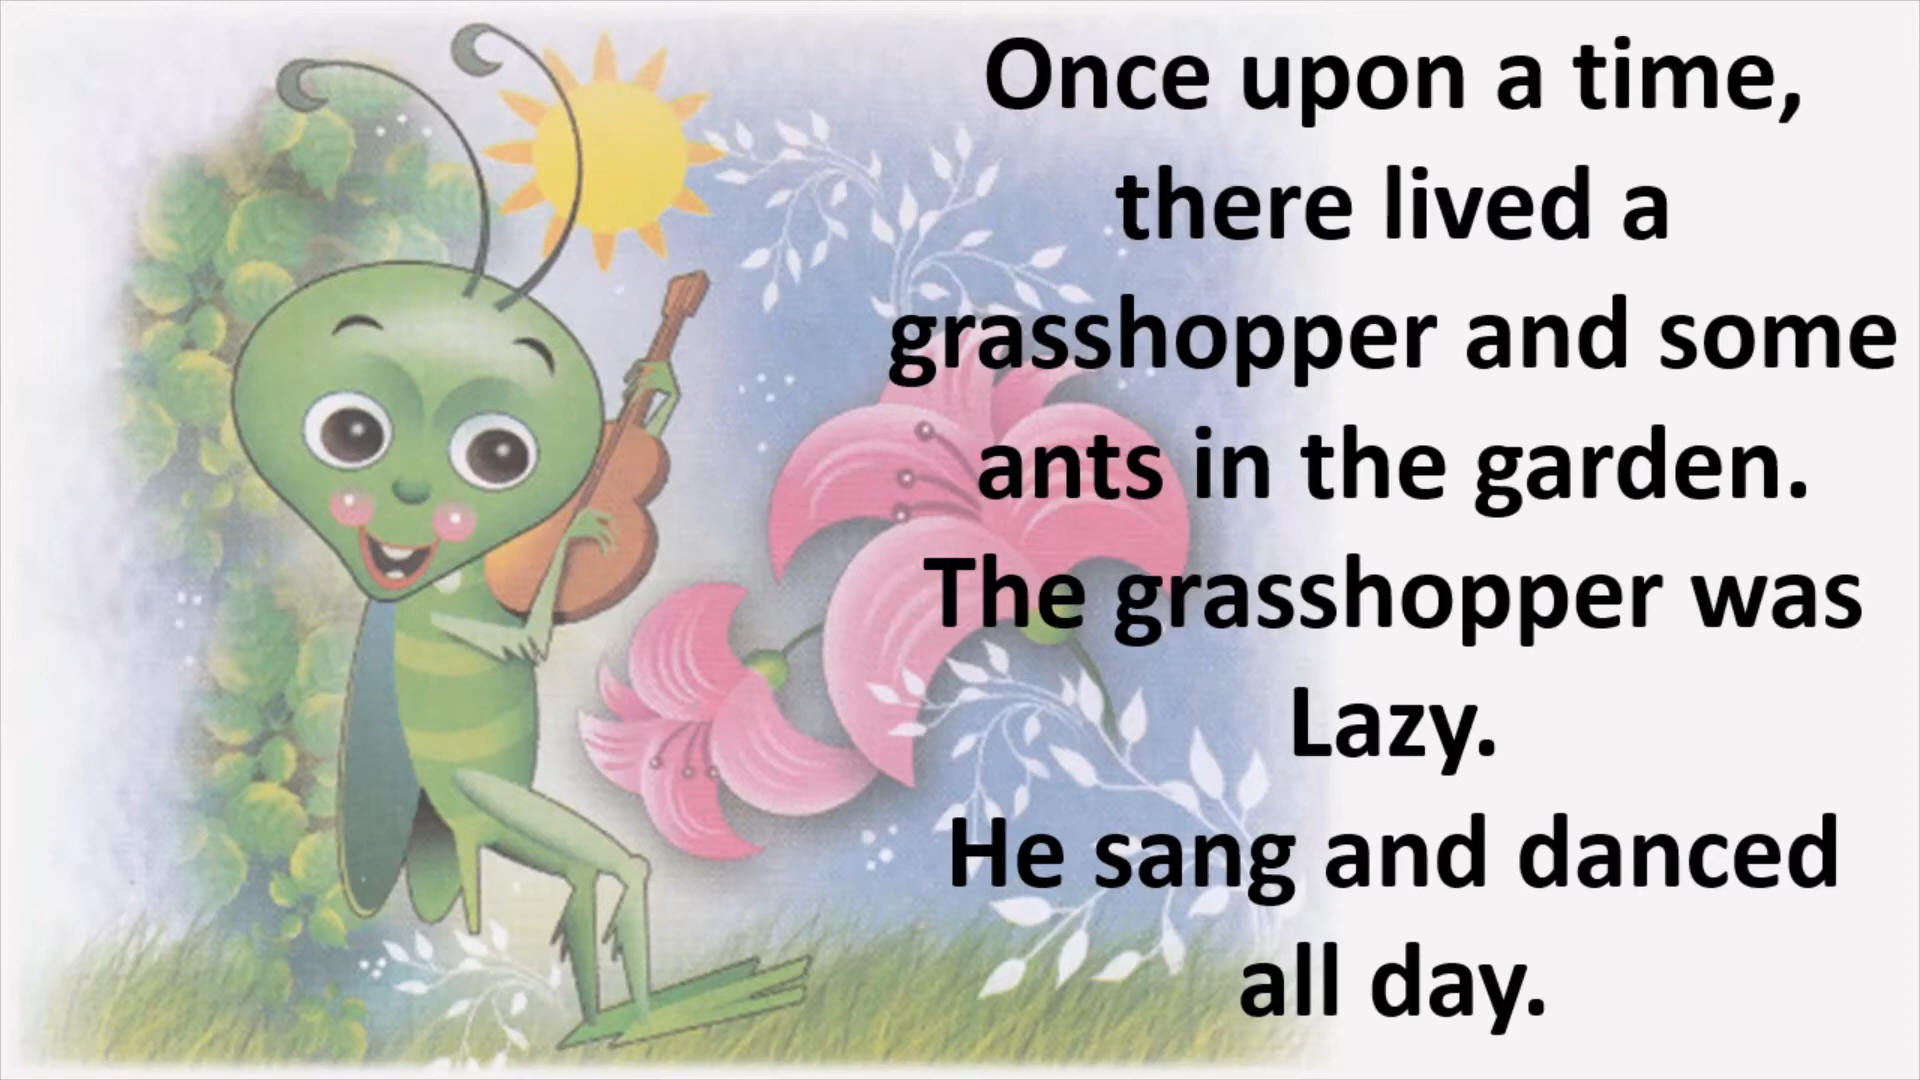 Once upon a time,
there lived a
grasshopper and some
ants in the garden.
The grasshopper was
Lazy.
He sang and danced
all day.